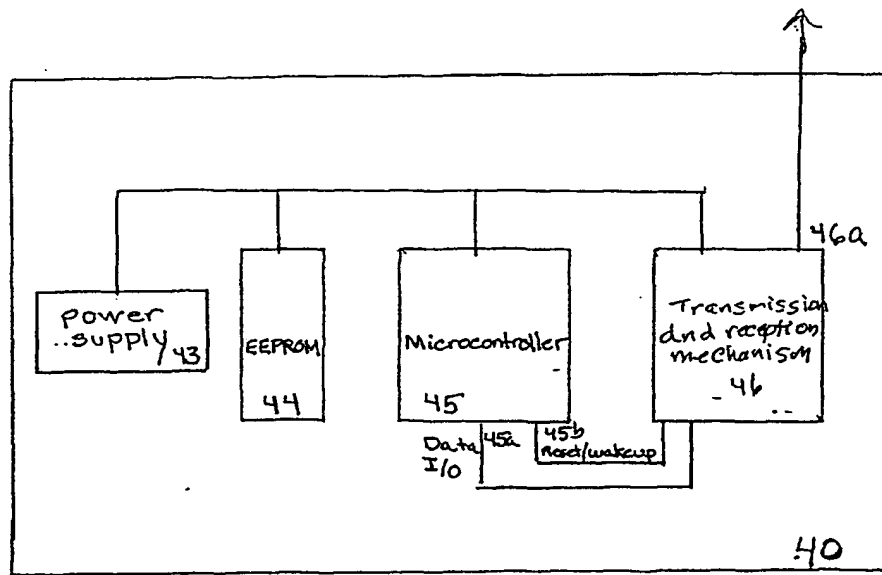 46a
power
supply
43
EEPROM
44
Microcontroller
45
Transmission
and reception
mechanism
46
Data
I/O
45a
45b
Reset/wakeup
40